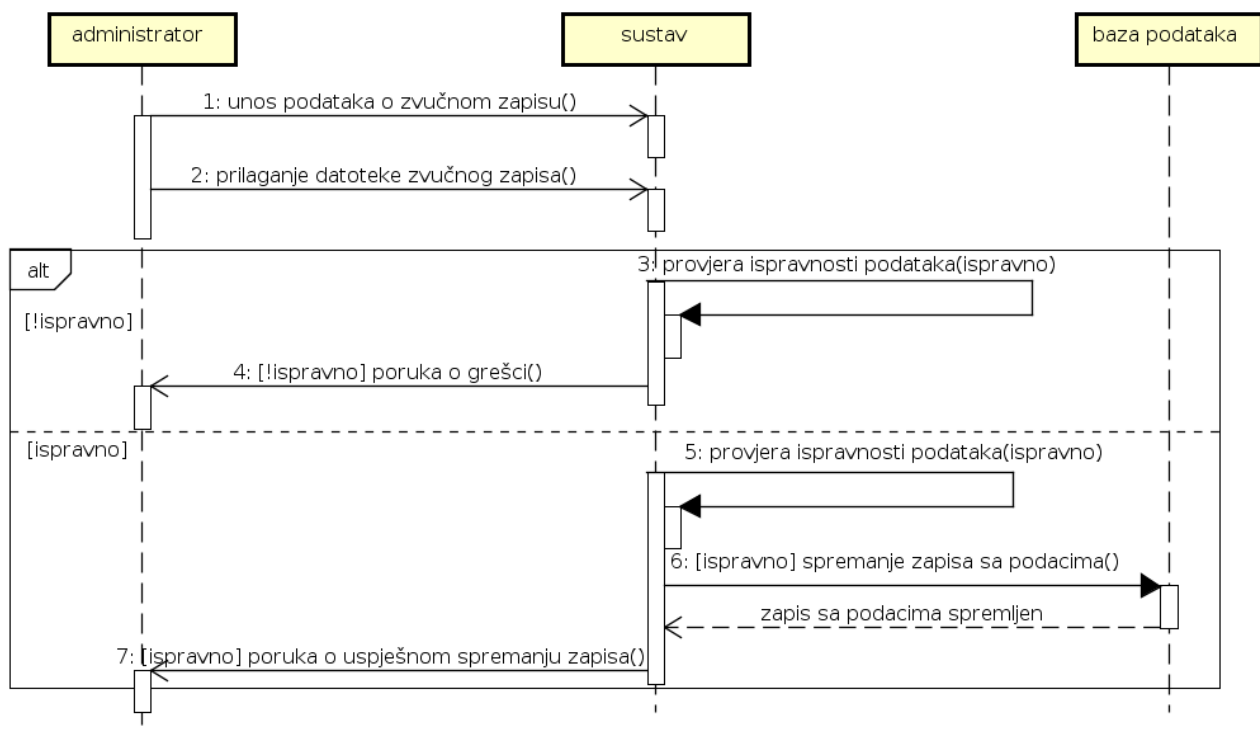 administrator
sustav
baza podataka
1: unos podataka o zvučnom zapisu()
2: prilaganje datoteke zvučnog zapisa()
alt
3: provjera ispravnosti podataka(ispravno)
[!ispravno]
4: [!ispravno] poruka o grešci()
[ispravno]
5: provjera ispravnosti podataka(ispravno)
6: [ispravno] spremanje zapisa sa podacima()
zapis sa podacima spremljen
7: [ispravno] poruka o uspješnom spremanju zapisa()